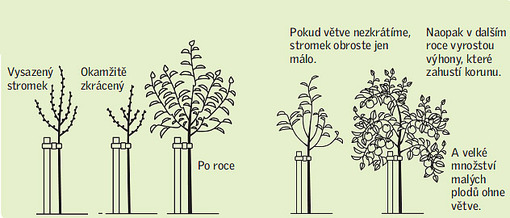 Vysazený
stromek
Okamžitě
zkrácený
Po roce
Pokud větve nezkrátíme,
stromek obroste jen
málo.
Naopak v dalším
roce vyrostou
výhony, které
zahustí korunu.
A velké
množství
malých
plodů ohne
větve.